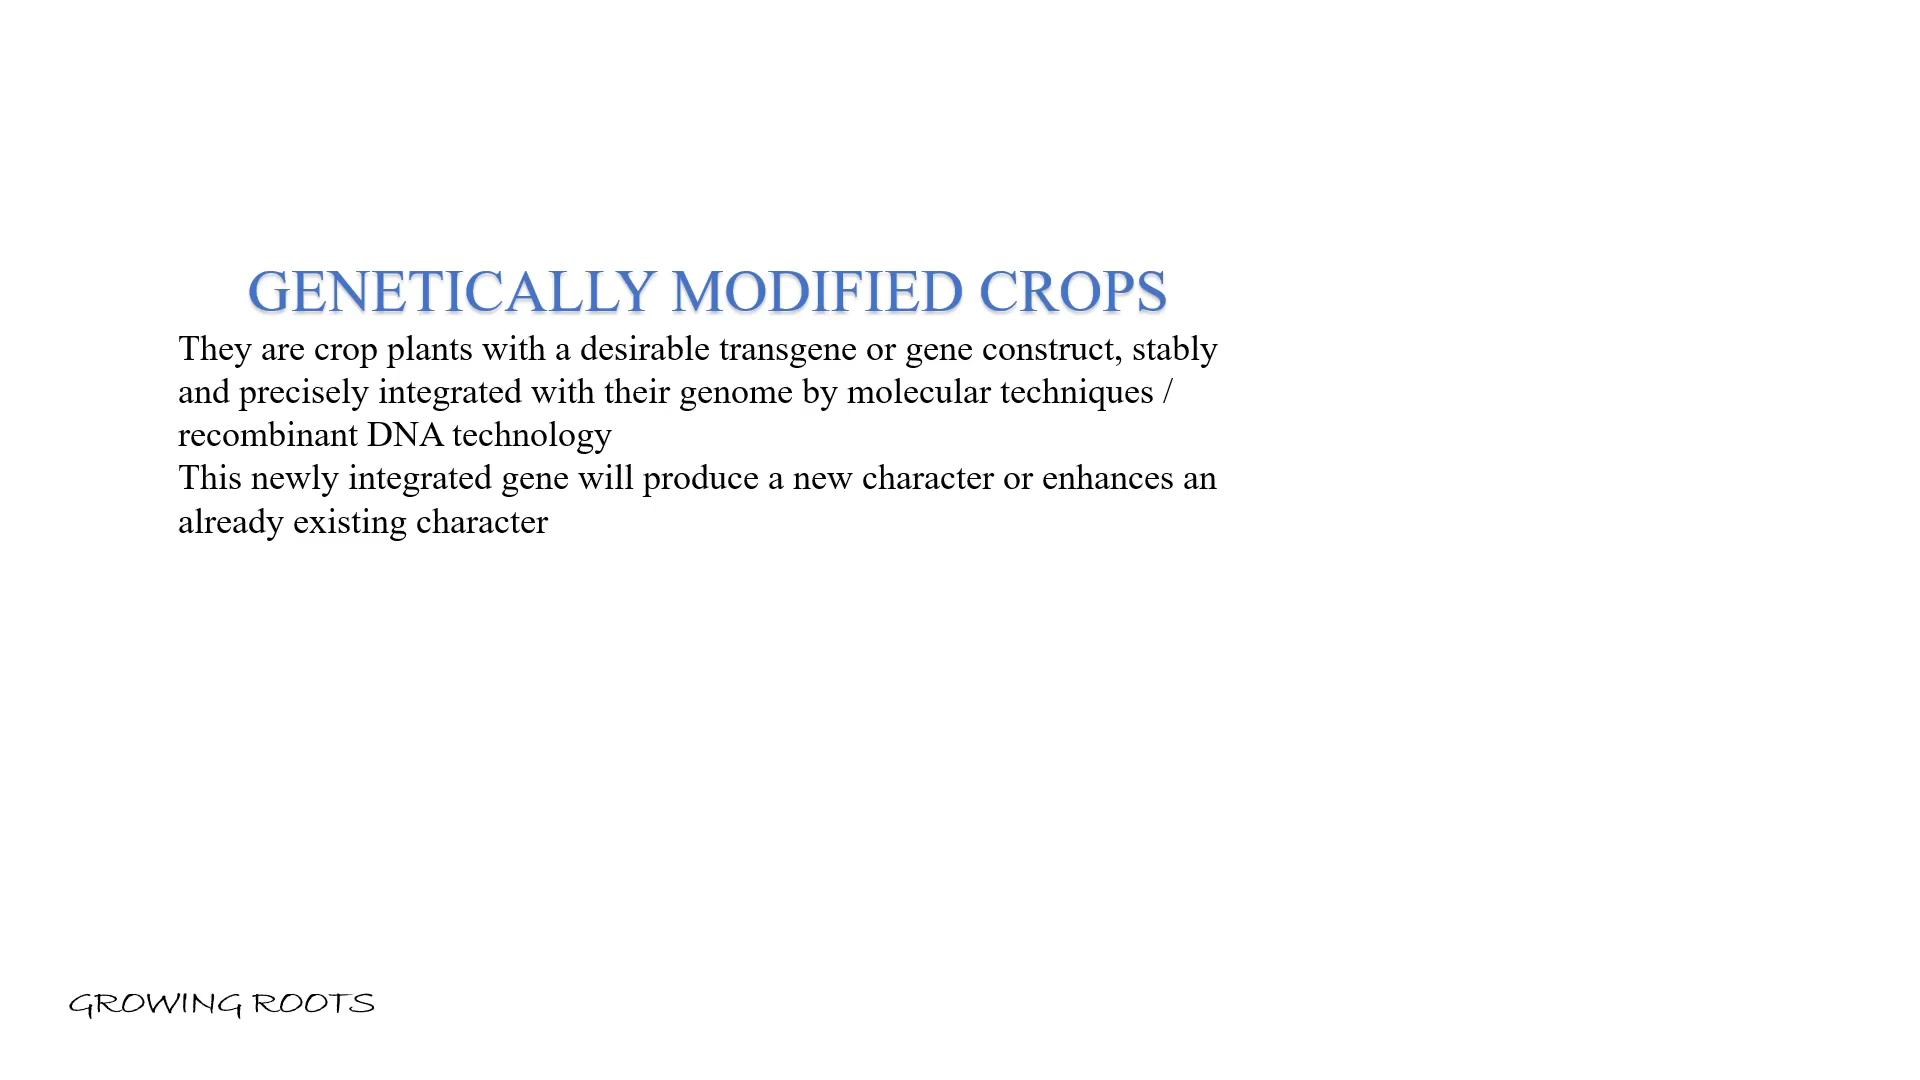 GENETICALLY MODIFIED CROPS
They are crop plants with a desirable transgene or gene construct, stably
and precisely integrated with their genome by molecular techniques /
recombinant DNA technology
This newly integrated gene will produce a new character or enhances an
already existing character
GROWING ROOTS